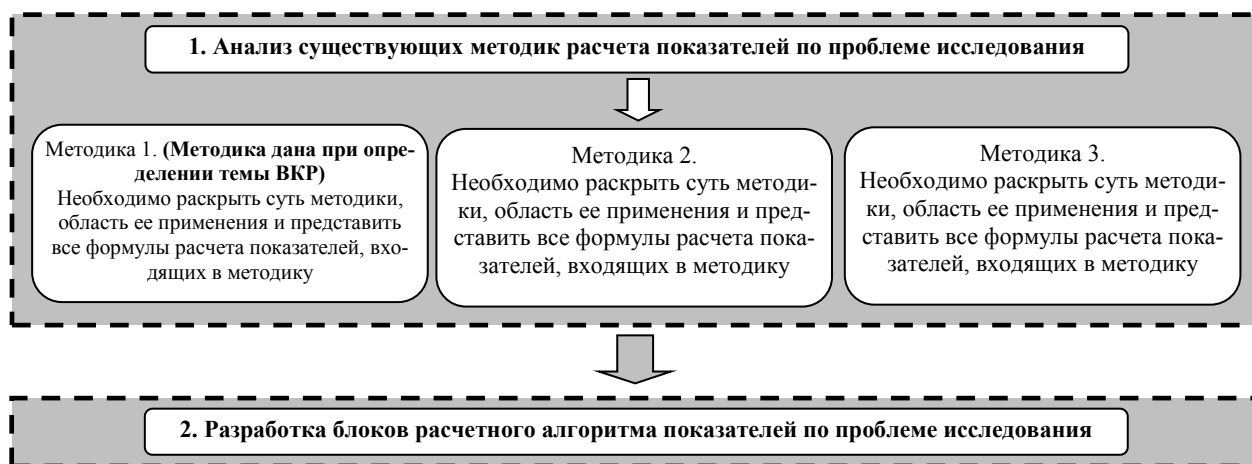 1. Анализ существующих методик расчета показателей по проблеме исследования
Методика 1. (Методика дана при опре-
делении темы ВКР)
Необходимо раскрыть суть методики,
область ее применения и представить
все формулы расчета показателей, вхо-
дящих в методику
Методика 2.
Необходимо раскрыть суть методи-
ки, область ее применения и пред-
ставить все формулы расчета пока-
зателей, входящих в методику
Методика 3.
Необходимо раскрыть суть методи-
ки, область ее применения и пред-
ставить все формулы расчета пока-
зателей, входящих в методику
2. Разработка блоков расчетного алгоритма показателей по проблеме исследования